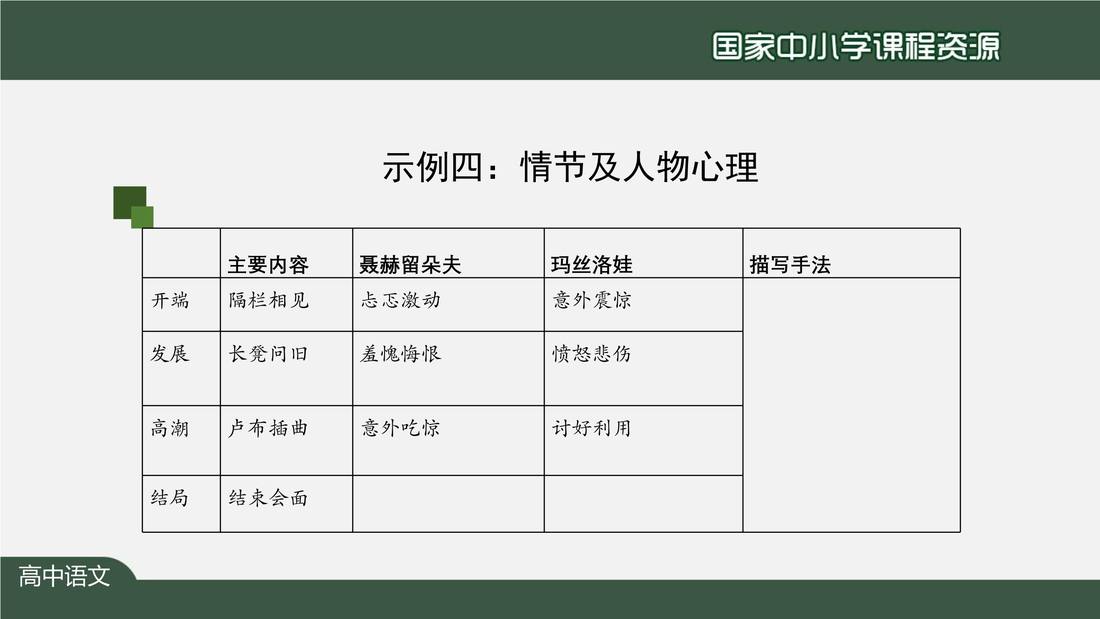 国家中小学课程资源
示例四：情节及人物心理
主要内容 聂赫留朵夫 玛丝洛娃 描写手法
开端 隔栏相见 忐忑激动 意外震惊
发展 长凳问旧 羞愧悔恨 愤怒悲伤
高潮 卢布插曲 意外吃惊 讨好利用
结局 结束会面
高中语文